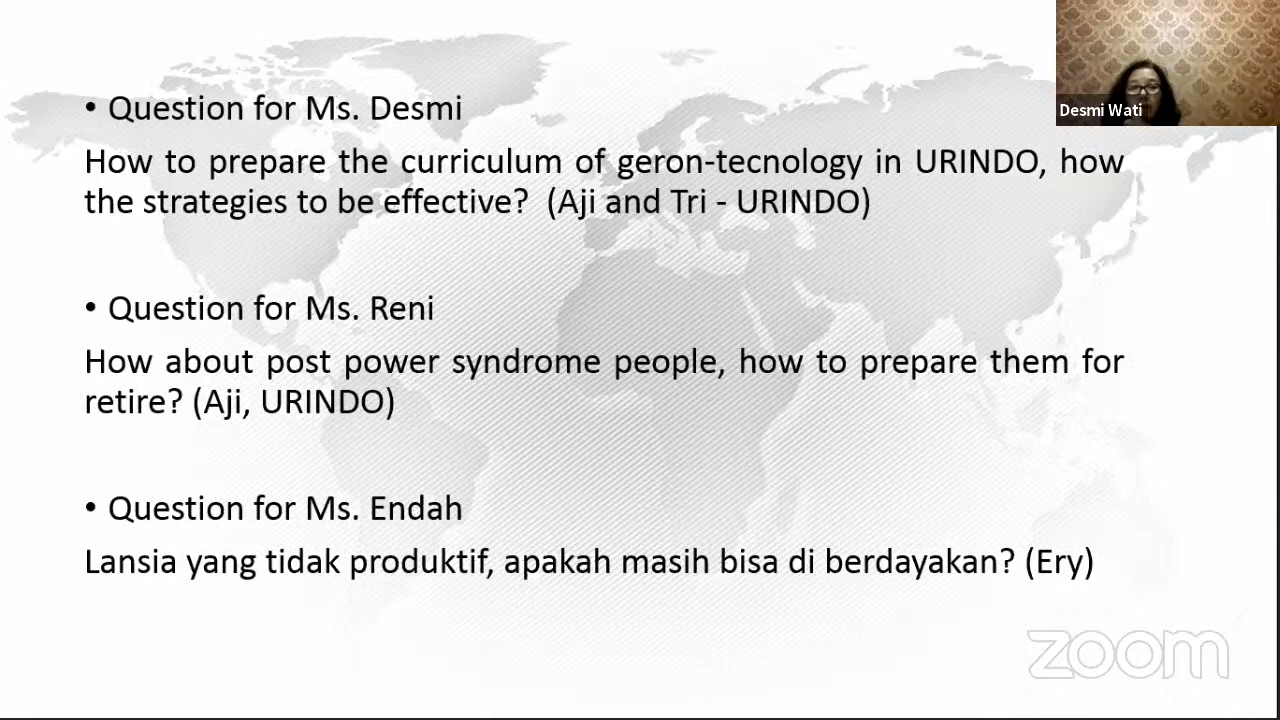 • Question for Ms. Desmi
How to prepare the curriculum of geron-tecnology in URINDO, how
the strategies to be effective? (Aji and Tri - URINDO)
• Question for Ms. Reni
How about post power syndrome people, how to prepare them for
retire? (Aji, URINDO)
• Question for Ms. Endah
Lansia yang tidak produktif, apakah masih bisa di berdayakan? (Ery)
Desmi Wati
zoom